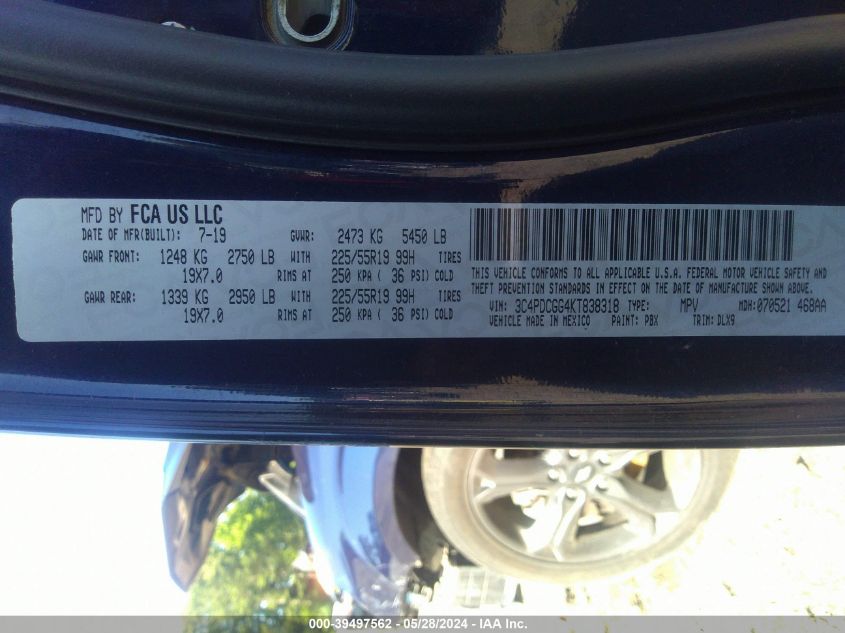 MFD BY FCA US LLC
DATE OF MFR(BUILT): 7-19 GVWR: 2473 KG 5450 LB
GAWR FRONT: 1248 KG 2750 LB WITH 225/55R19 99H TIRES
19X7.0 RIMS AT 250 KPA ( 36 PSI) COLD
GAWR REAR: 1339 KG 2950 LB WITH 225/55R19 99H TIRES
19X7.0 RIMS AT 250 KPA ( 36 PSI) COLD
THIS VEHICLE CONFORMS TO ALL APPLICABLE U.S.A. FEDERAL MOTOR VEHICLE SAFETY AND
THEFT PREVENTION STANDARDS IN EFFECT ON THE DATE OF MANUFACTURE SHOWN ABOVE.
VIN: 3C4PDCGG4KT838318 TYPE: MPV MDH: 070521 468AA
VEHICLE MADE IN MEXICO PAINT: PBX TRIM: DLX9
000-39497562 - 05/28/2024 - IAA Inc.